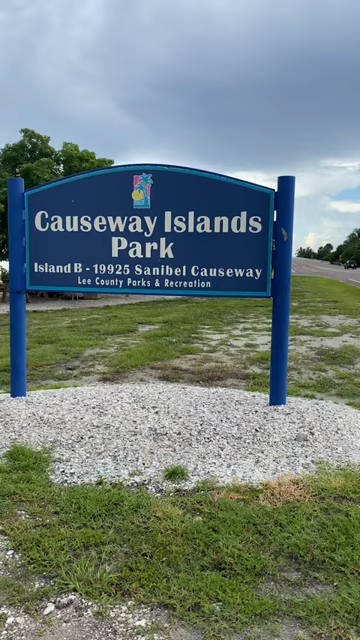 Causeway Islands
Park
Island B - 19925 Sanibel Causeway
Lee County Parks & Recreation